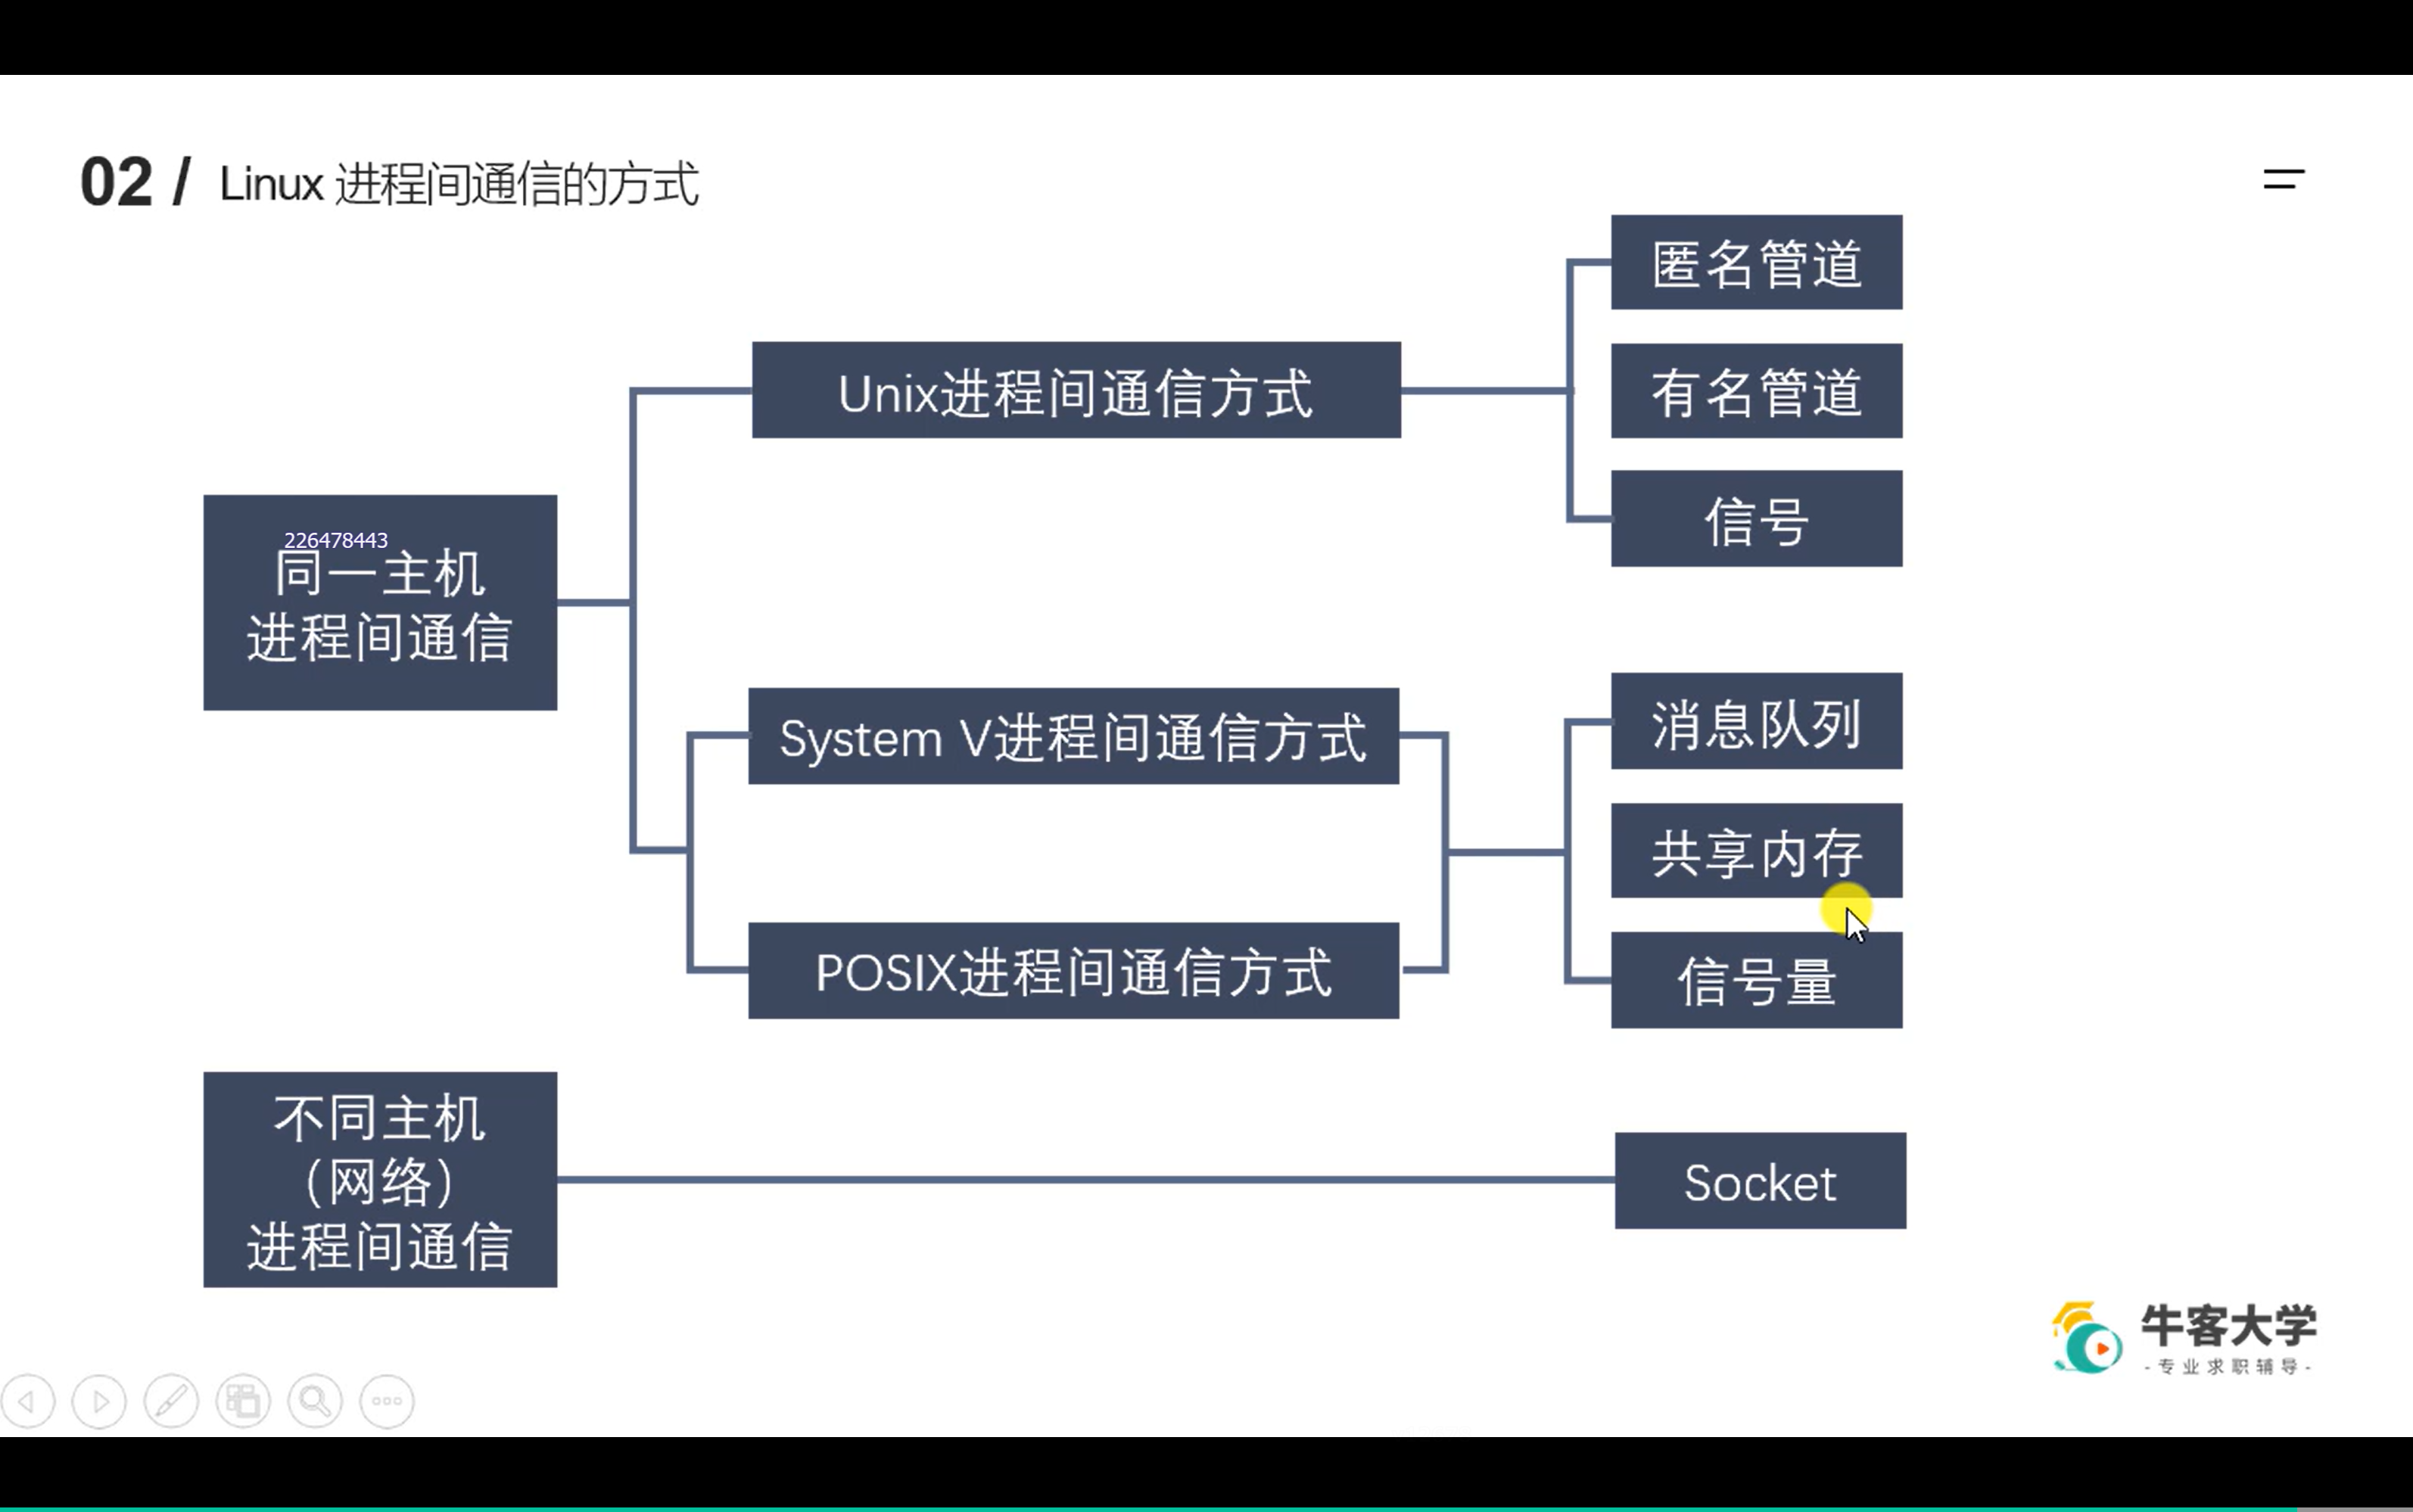 02 / Linux 进程间通信的方式
匿名管道
Unix进程间通信方式
有名管道
信号
226478443
同一主机
进程间通信
System V进程间通信方式
消息队列
共享内存
POSIX进程间通信方式
信号量
不同主机
（网络）
进程间通信
Socket
牛客大学
- 专业求职辅导 -